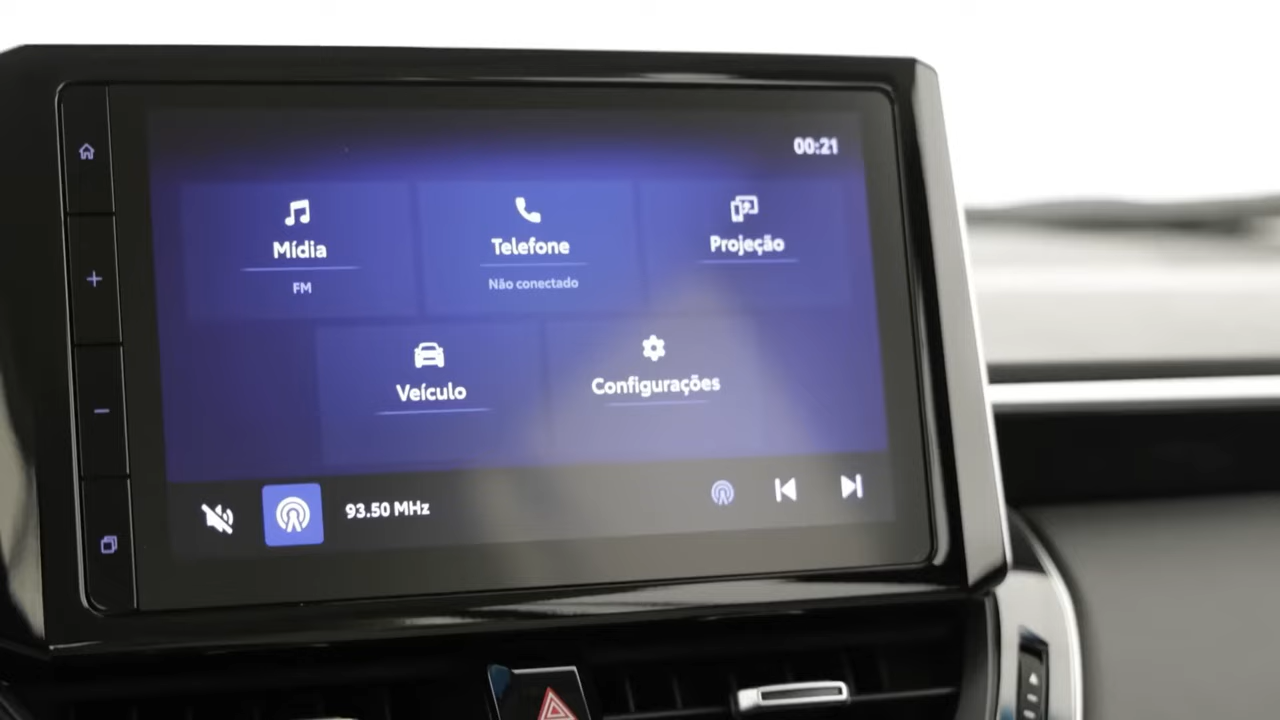 00:21
Mídia
FM
Telefone
Não conectado
Projeção
Veículo
Configurações
93.50 MHz